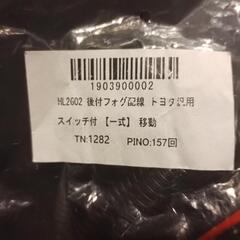 1903900002
HL2602 後付フォグ配線 トヨタ汎用
スイッチ付 【一式】 移動
TN:1282 PINO:157回